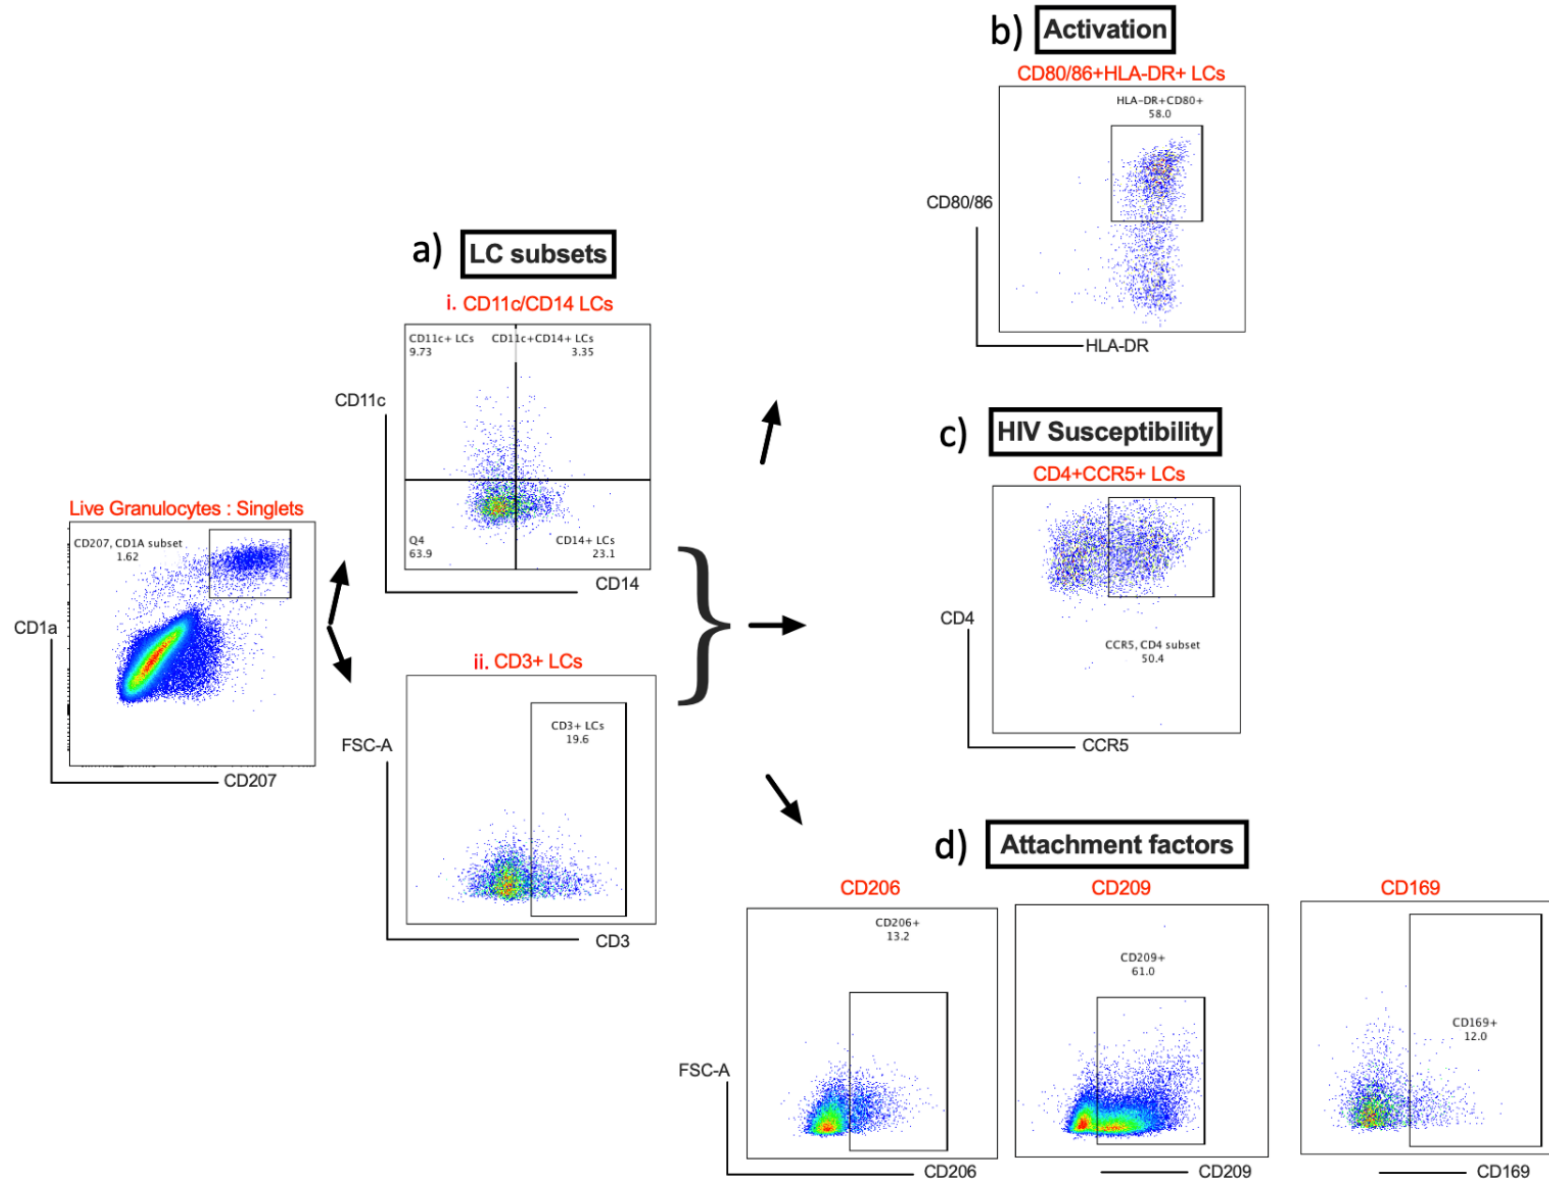 b) Activation
CD80/86+HLA-DR+ LCs
HLA-DR+CD80+
58.0
CD80/86
HLA-DR
a) LC subsets
i. CD11c/CD14 LCs
CD11c+ LCs
9.73
CD11c+CD14+ LCs
3.35
CD11c
Q4
63.9
CD14+ LCs
23.1
CD14
Live Granulocytes : Singlets
CD207, CD1A subset
1.62
CD1a
CD207
ii. CD3+ LCs
CD3+ LCs
19.6
FSC-A
CD3
c) HIV Susceptibility
CD4+CCR5+ LCs
CD4
CCR5, CD4 subset
50.4
CCR5
d) Attachment factors
CD206
CD206+
13.2
FSC-A
CD206
CD209
CD209+
61.0
CD209
CD169
CD169+
12.0
CD169